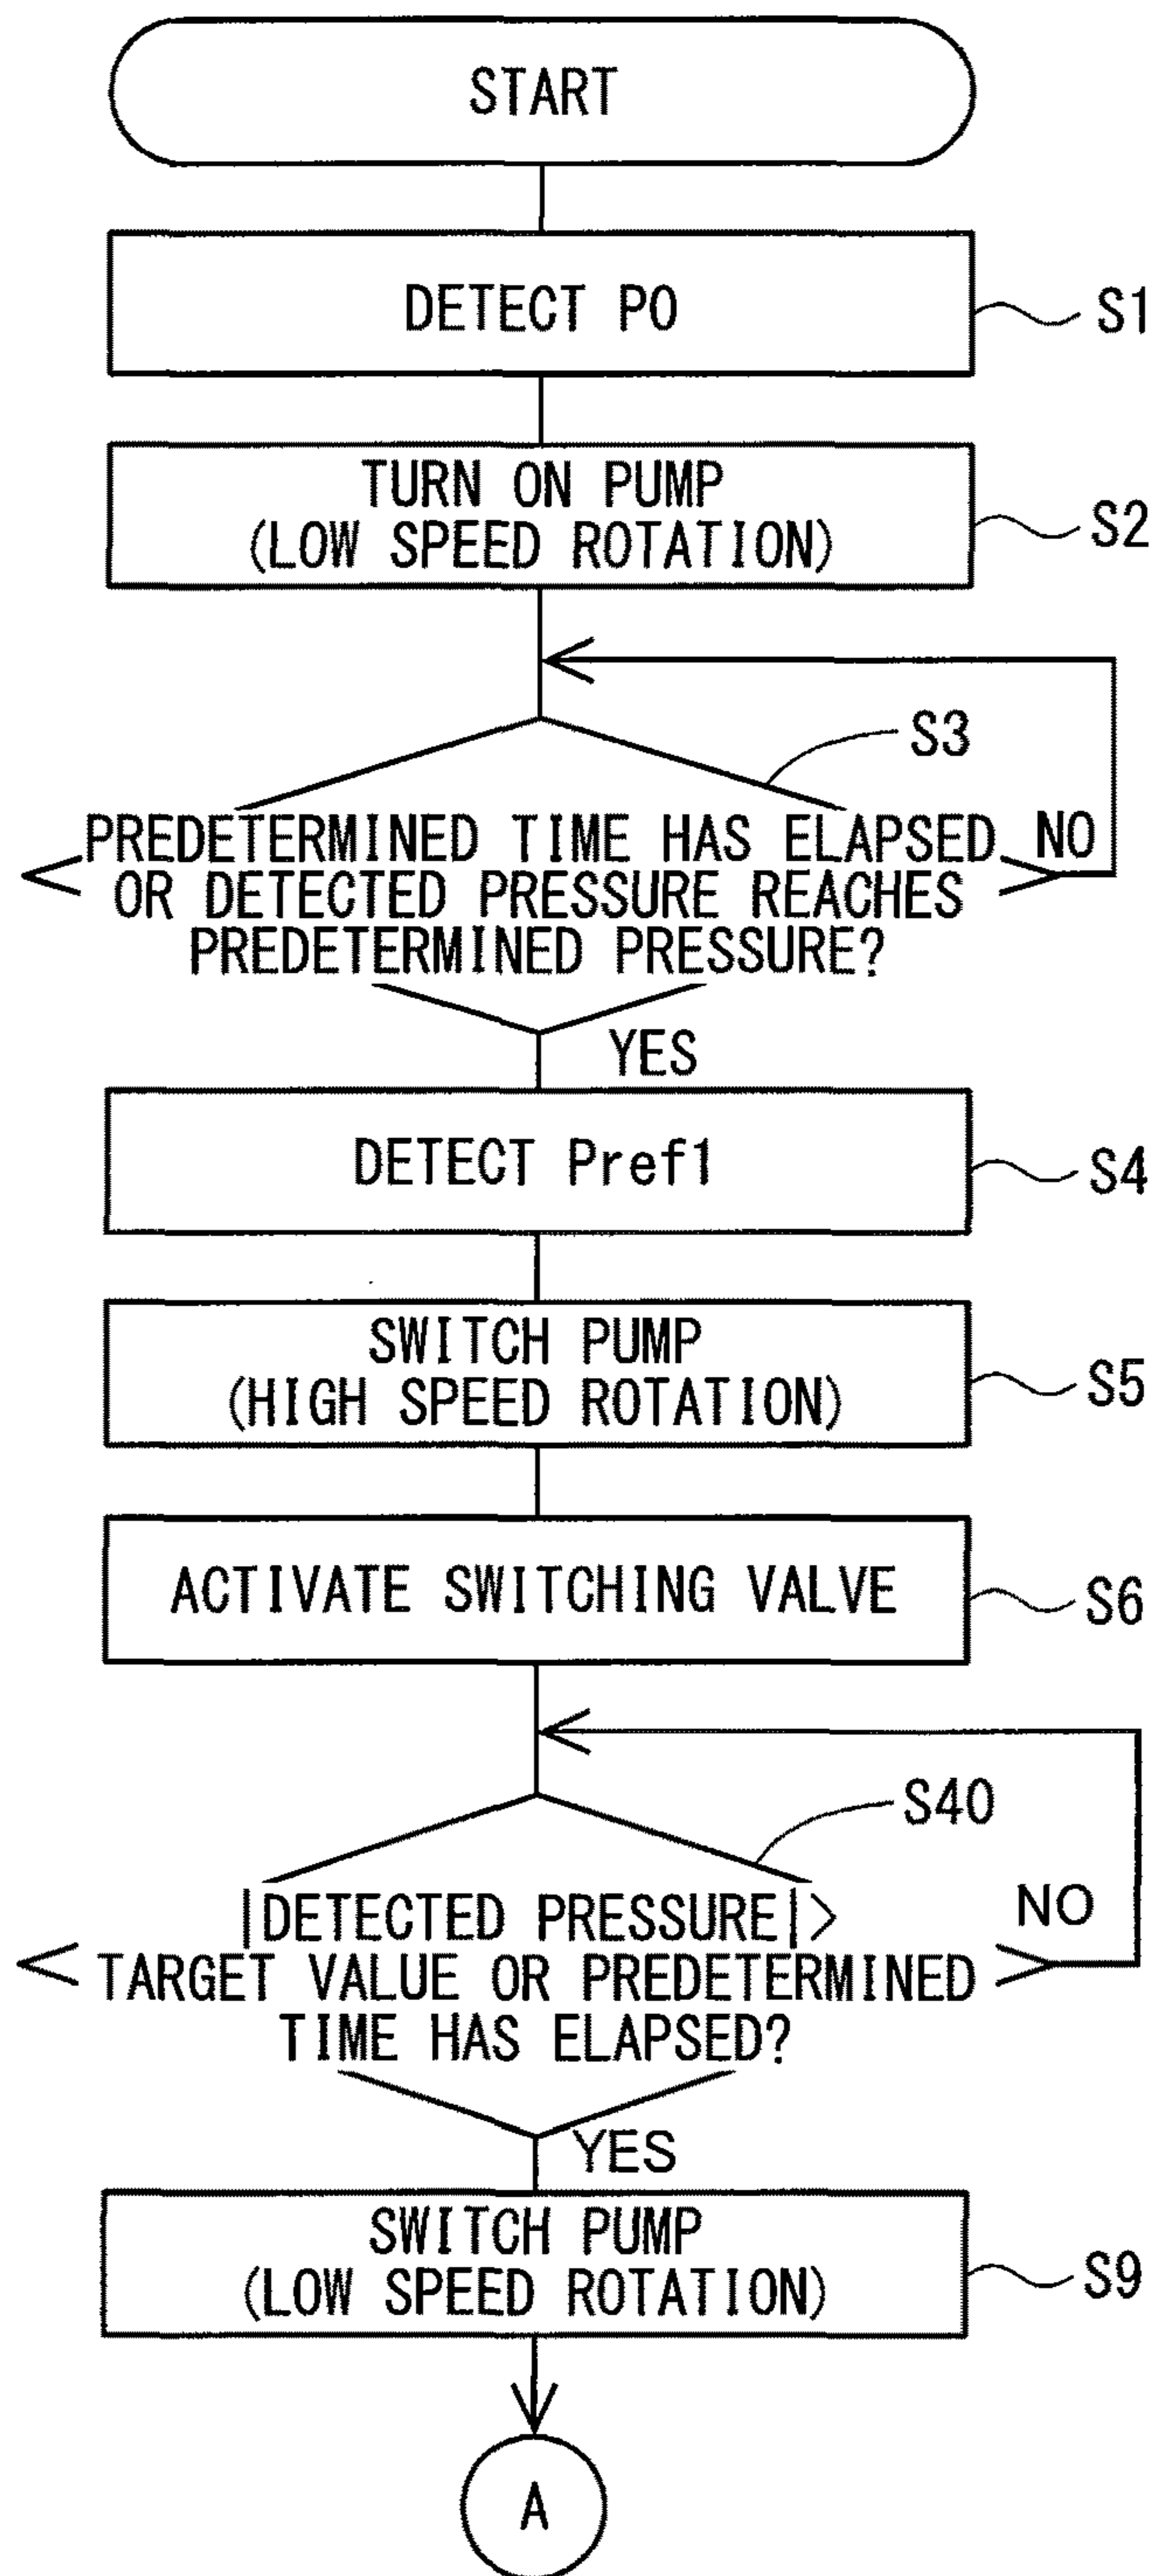 START
DETECT P0
S1
TURN ON PUMP
(LOW SPEED ROTATION)
S2
S3
PREDETERMINED TIME HAS ELAPSED
OR DETECTED PRESSURE REACHES
PREDETERMINED PRESSURE?
NO
YES
DETECT Pref1
S4
SWITCH PUMP
(HIGH SPEED ROTATION)
S5
ACTIVATE SWITCHING VALVE
S6
S40
|DETECTED PRESSURE|>
TARGET VALUE OR PREDETERMINED
TIME HAS ELAPSED?
NO
YES
SWITCH PUMP
(LOW SPEED ROTATION)
S9
A